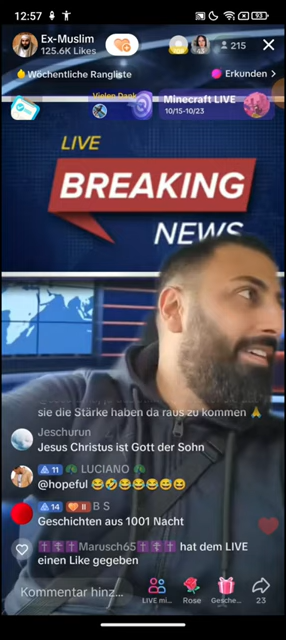 12:57
93
Ex-Muslim
125.6K Likes
215
Wöchentliche Rangliste
Erkunden >
Vielen Dank
Minecraft LIVE
10/15-10/23
LIVE
BREAKING
NEWS
sie die Stärke haben da raus zu kommen 🙏
Jeschurun
Jesus Christus ist Gott der Sohn
11 🌿 LUCIANO 🌿
@hopeful 😂🤣😂😂😂😆😆
14 II B S
Geschichten aus 1001 Nacht
✝️✝️✝️Marusch65✝️✝️✝️ hat dem LIVE
einen Like gegeben
Kommentar hinz...
LIVE mi...
Rose
Gesche...
23